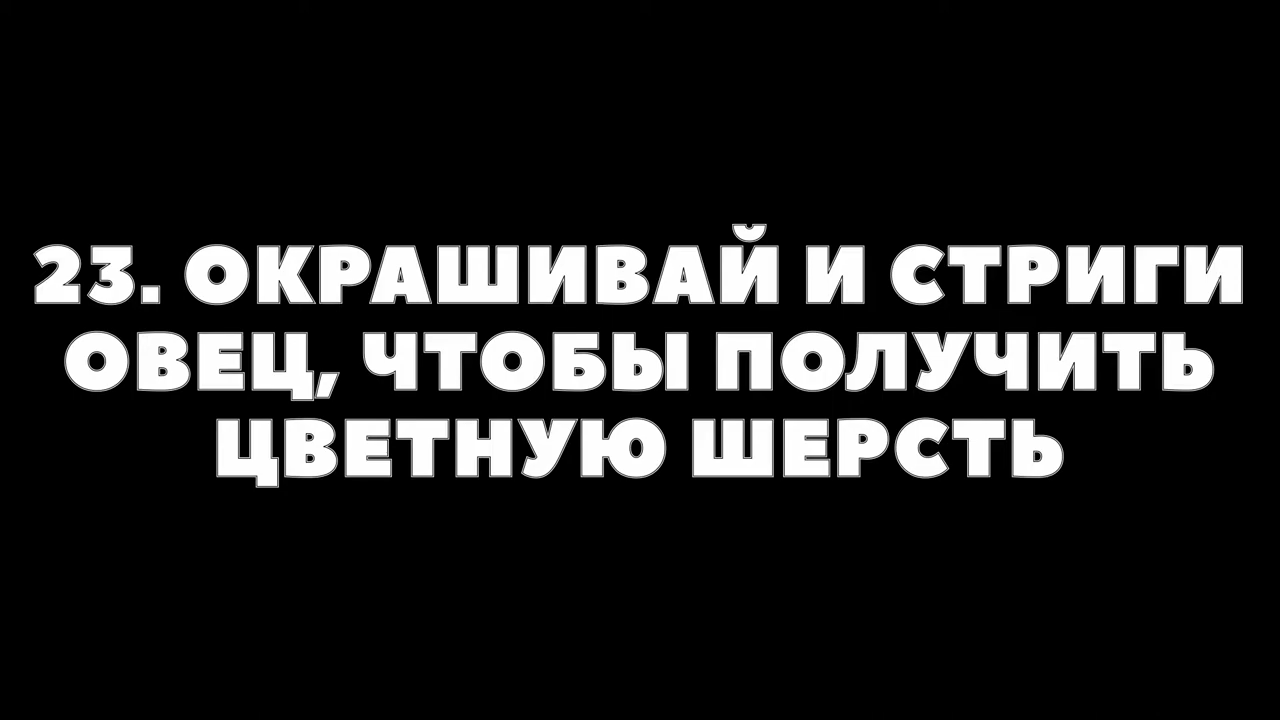 23. ОКРАШИВАЙ И СТРИГИ
ОВЕЦ, ЧТОБЫ ПОЛУЧИТЬ
ЦВЕТНУЮ ШЕРСТЬ